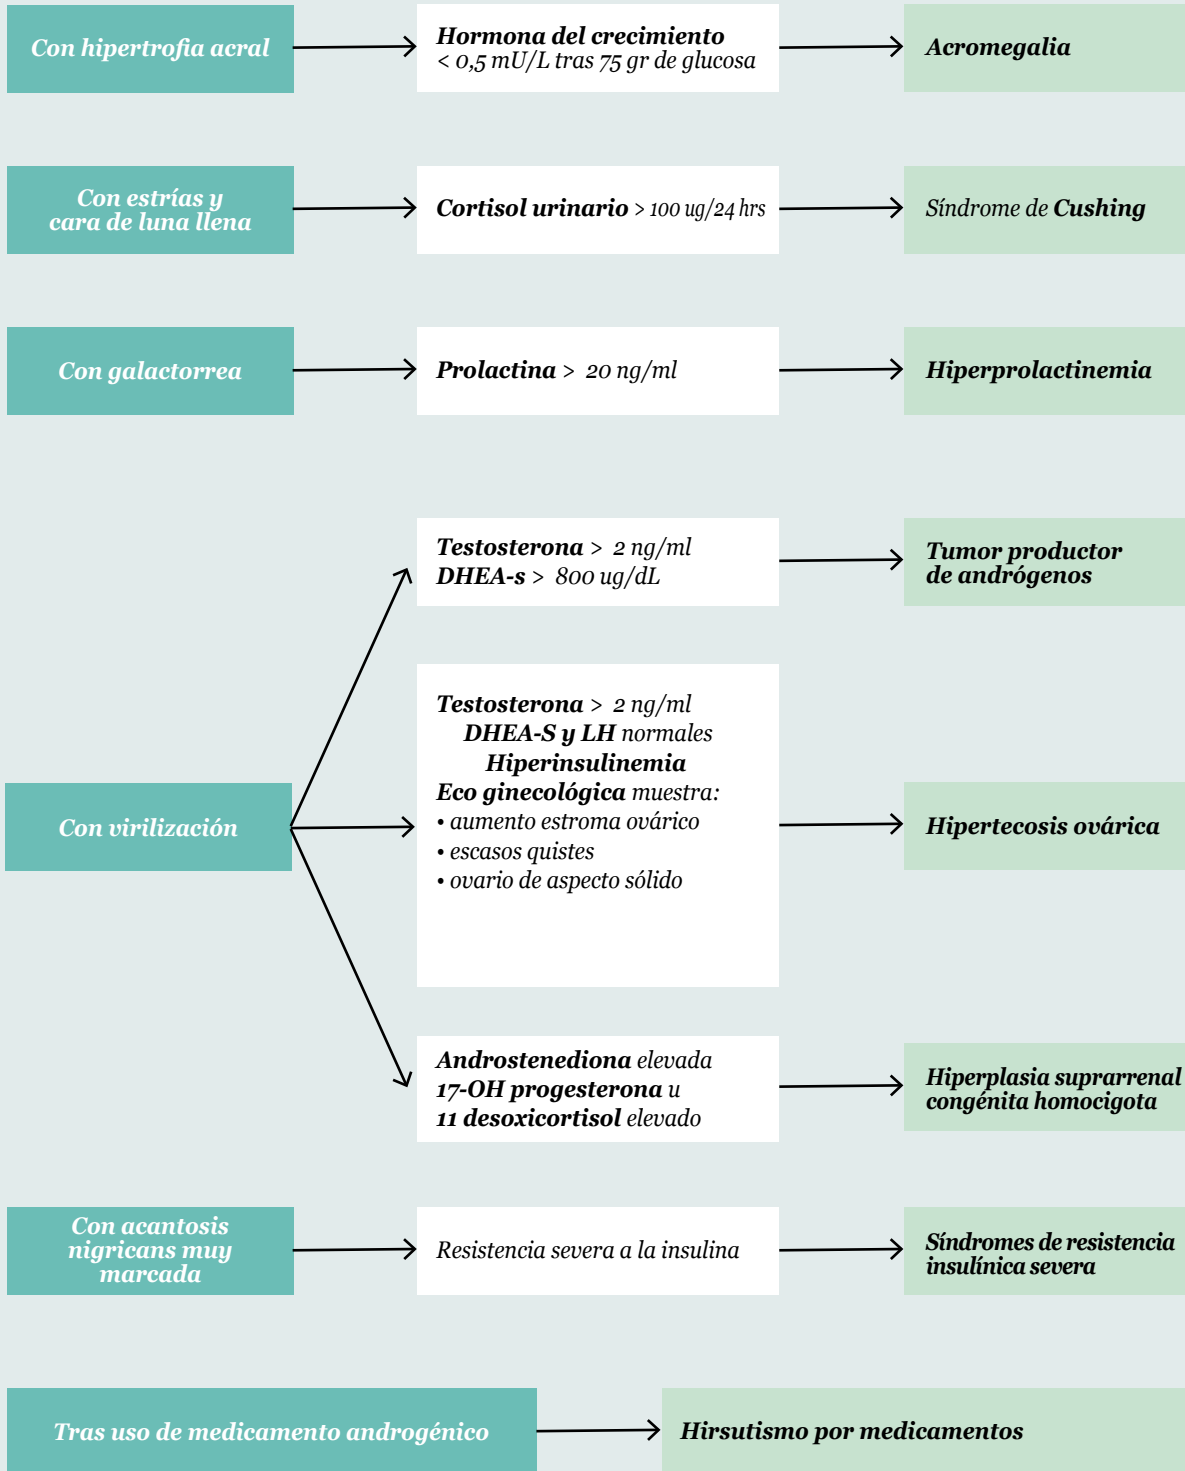 Con hipertrofia acral
Hormona del crecimiento
< 0,5 mU/L tras 75 gr de glucosa
Acromegalia
Con estrías y
cara de luna llena
Cortisol urinario > 100 ug/24 hrs
Síndrome de Cushing
Con galactorrea
Prolactina > 20 ng/ml
Hiperprolactinemia
Con virilización
Testosterona > 2 ng/ml
DHEA-s > 800 ug/dL
Tumor productor
de andrógenos
Testosterona > 2 ng/ml
DHEA-S y LH normales
Hiperinsulinemia
Eco ginecológica muestra:
• aumento estroma ovárico
• escasos quistes
• ovario de aspecto sólido
Hipertecosis ovárica
Androstenediona elevada
17-OH progesterona u
11 desoxicortisol elevado
Hiperplasia suprarrenal
congénita homocigota
Con acantosis
nigricans muy
marcada
Resistencia severa a la insulina
Síndromes de resistencia
insulínica severa
Tras uso de medicamento androgénico
Hirsutismo por medicamentos